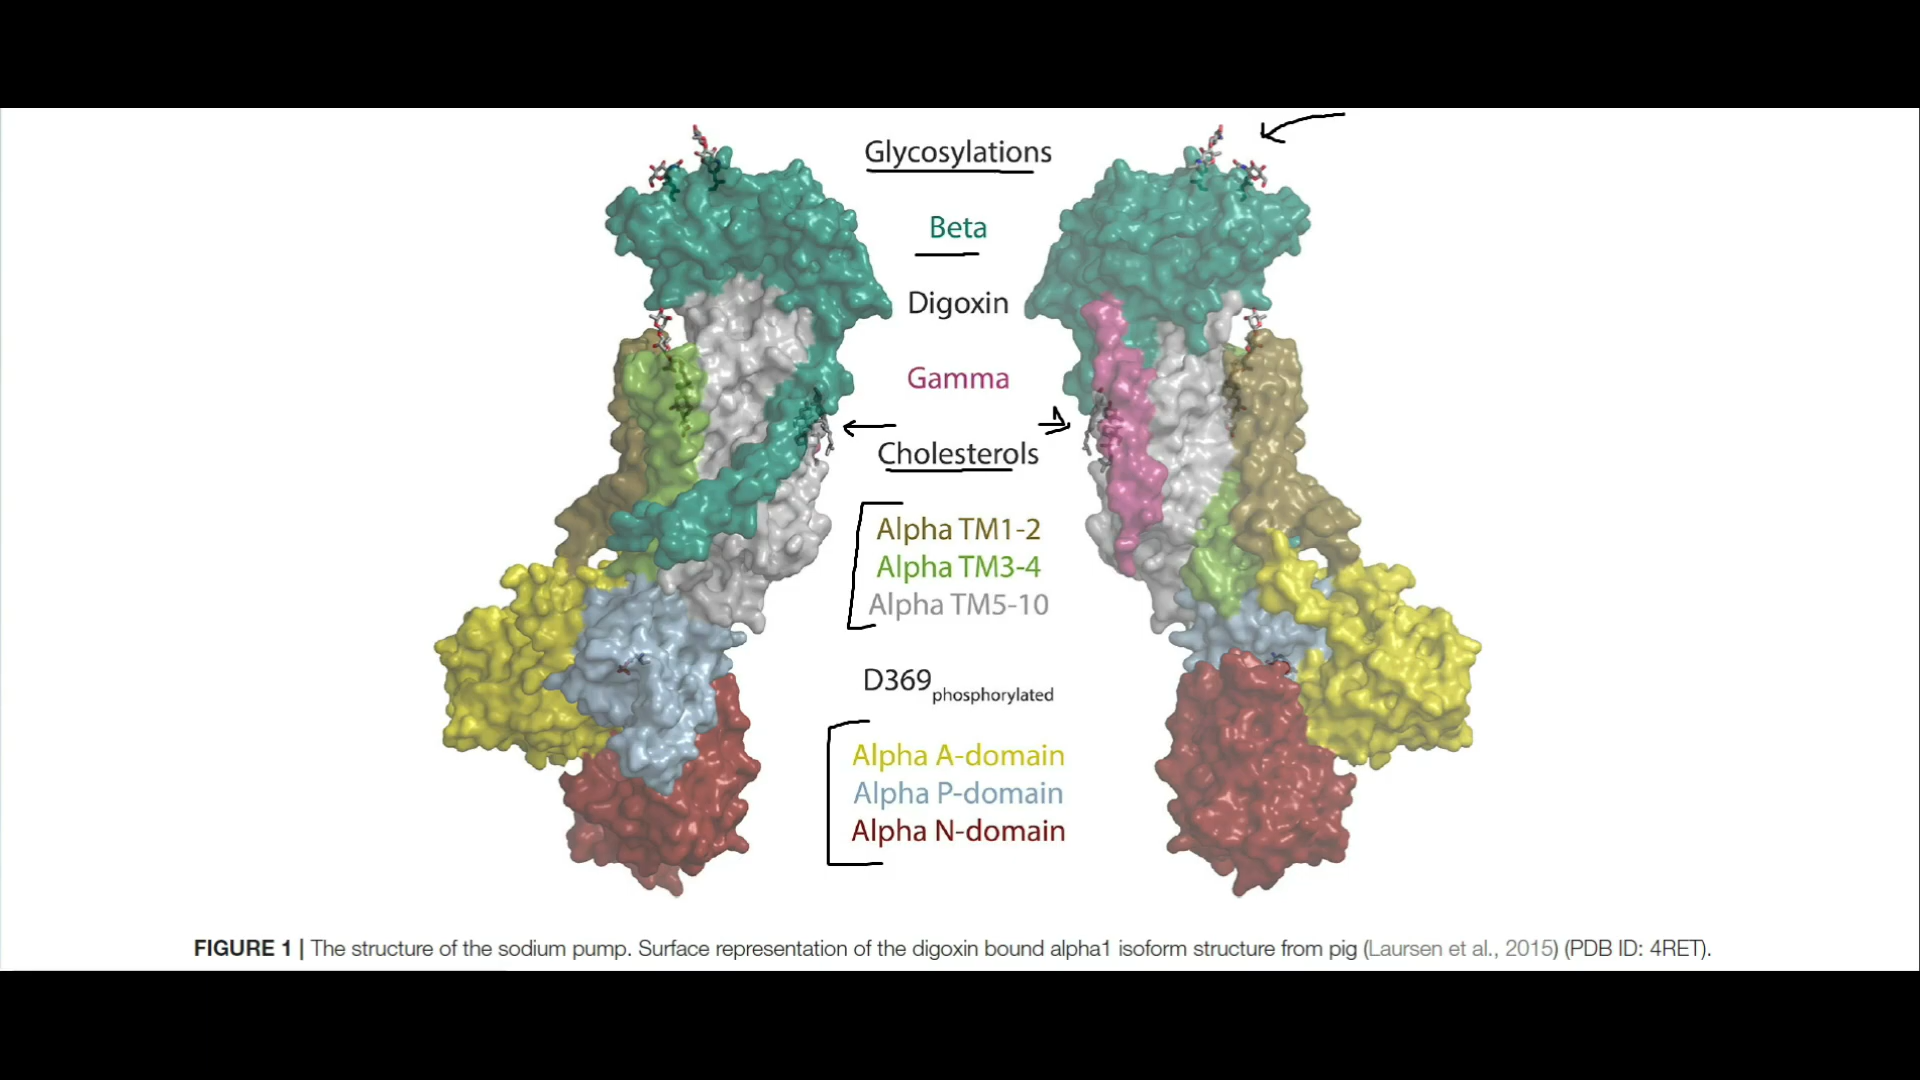 Glycosylations
Beta
Digoxin
Gamma
Cholesterols
Alpha TM1-2
Alpha TM3-4
Alpha TM5-10
D369phosphorylated
Alpha A-domain
Alpha P-domain
Alpha N-domain
FIGURE 1 | The structure of the sodium pump. Surface representation of the digoxin bound alpha1 isoform structure from pig (Laursen et al., 2015) (PDB ID: 4RET).